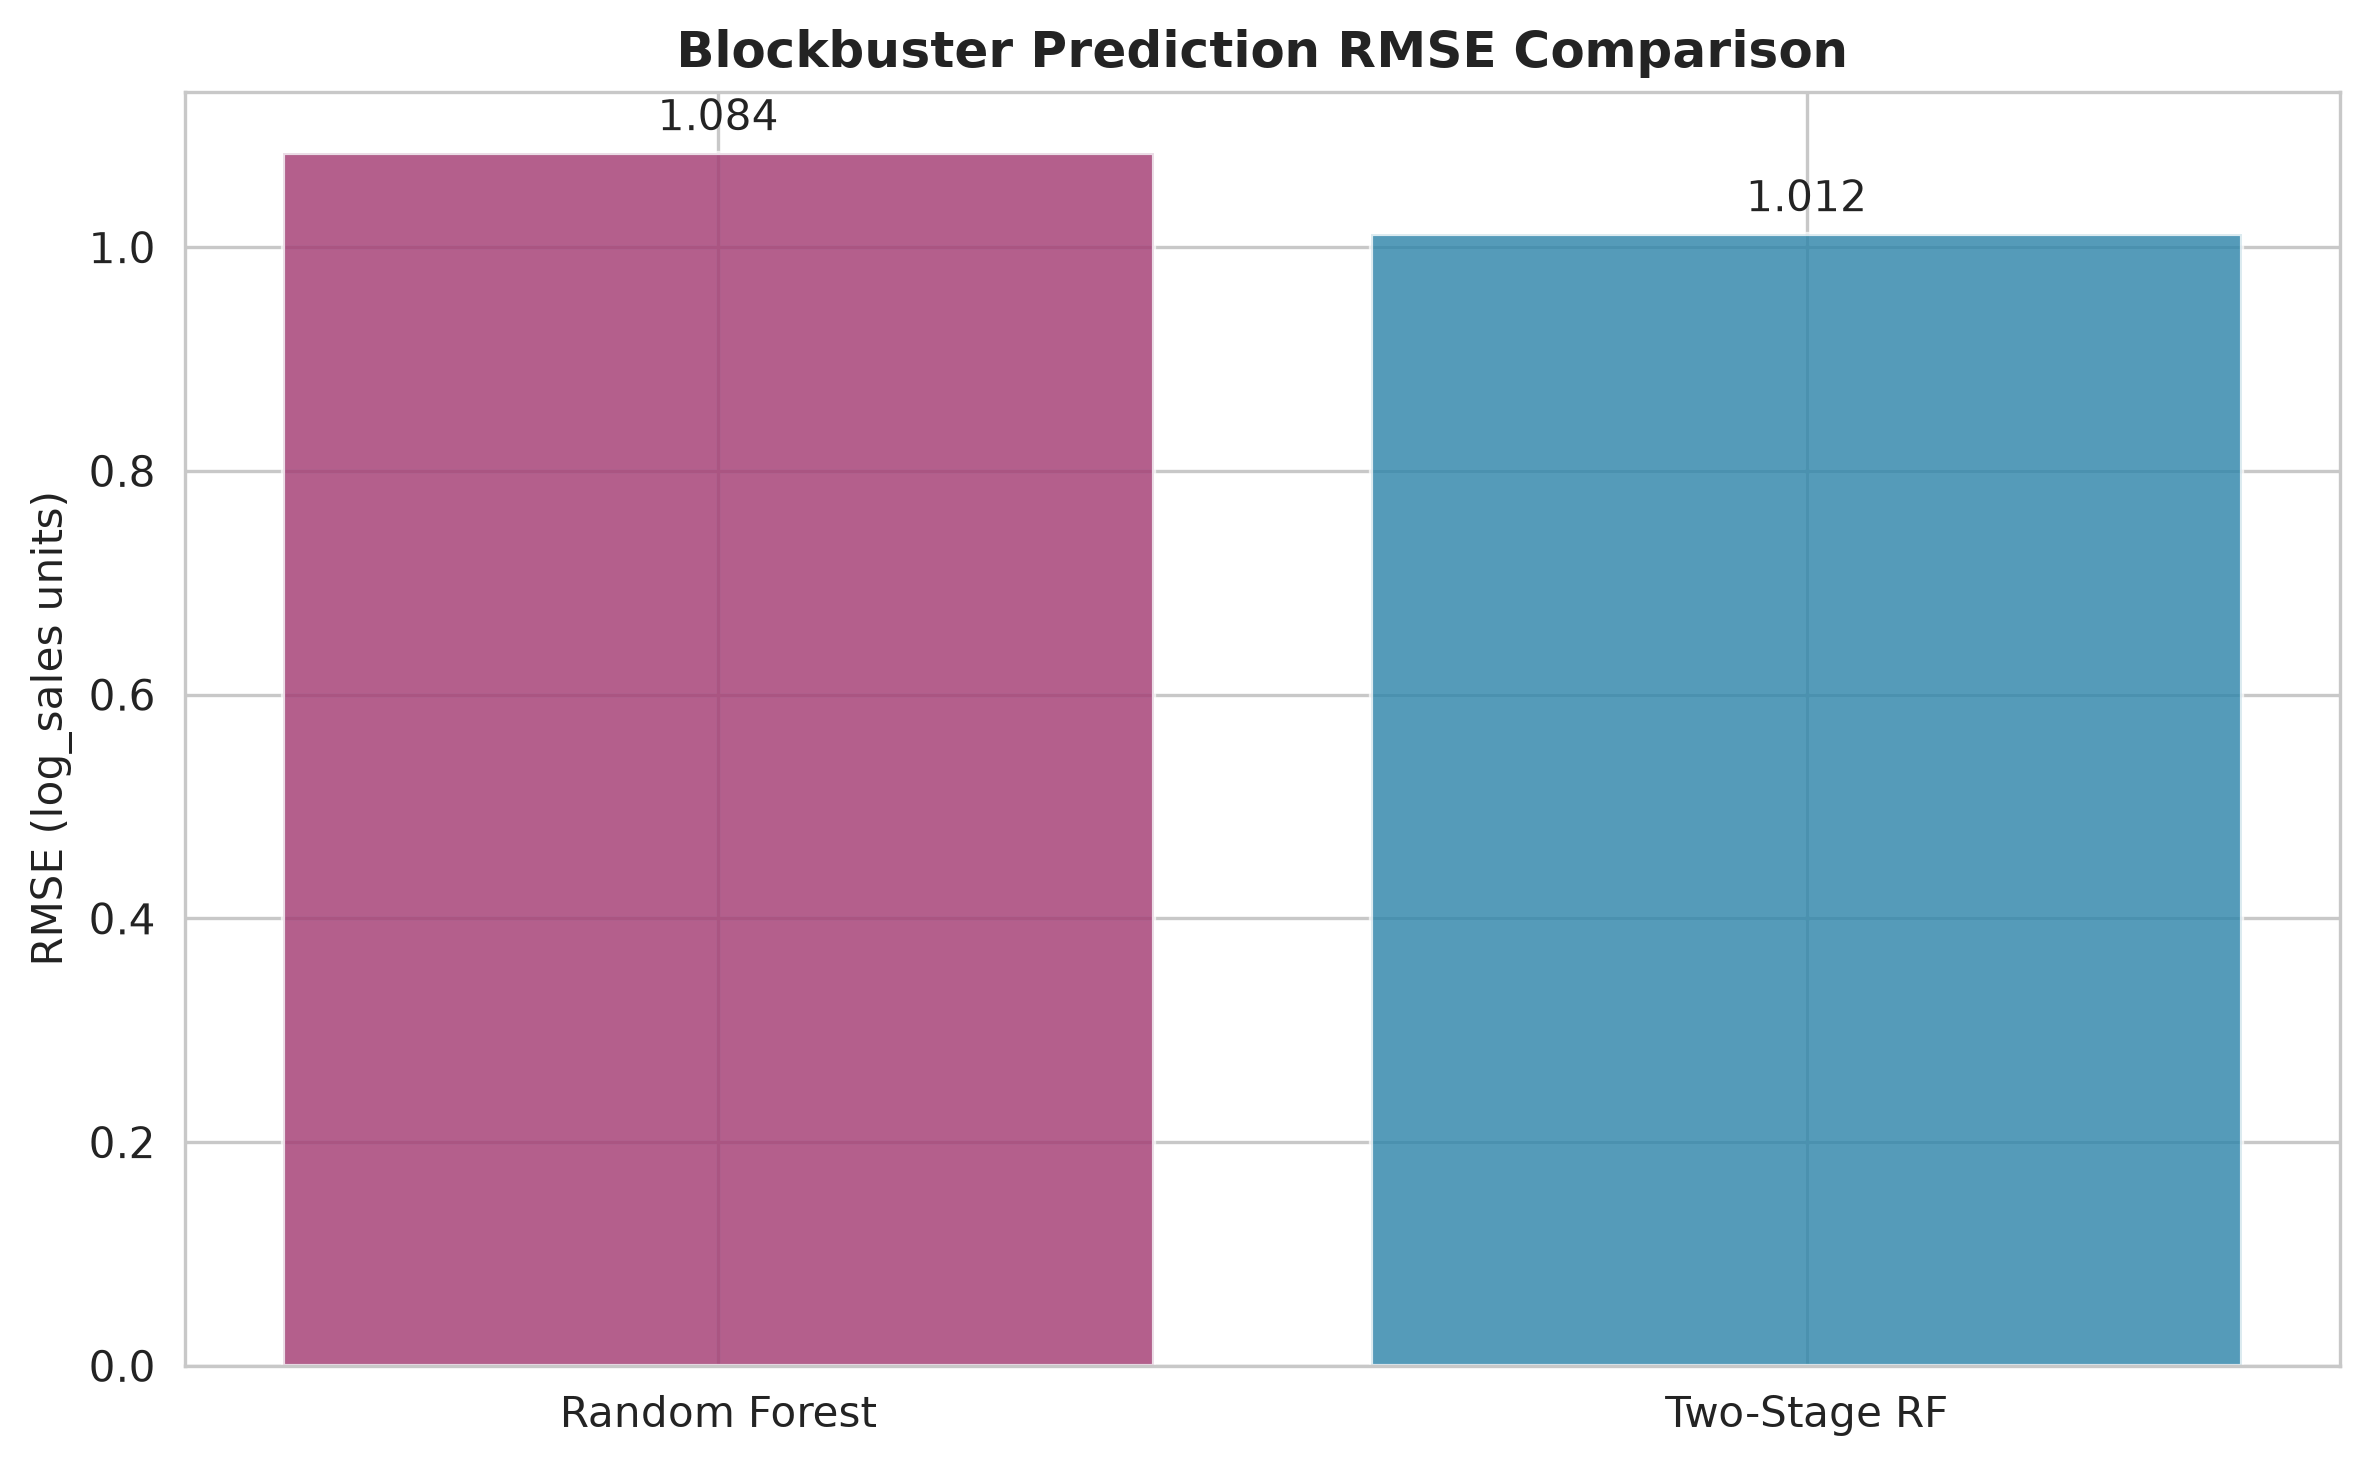 Blockbuster Prediction RMSE Comparison
1.084
1.012
1.0
0.8
0.6
0.4
0.2
0.0
RMSE (log_sales units)
Random Forest
Two-Stage RF